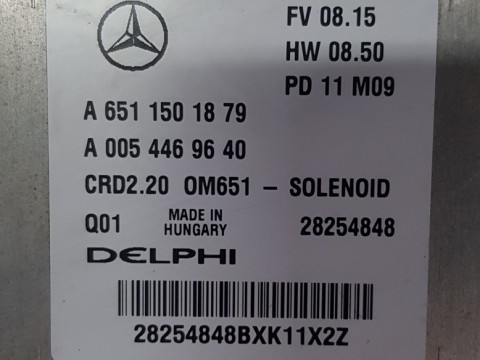 FV 08.15
HW 08.50
PD 11 M09
A 651 150 18 79
A 005 446 96 40
CRD2.20 OM651 - SOLENOID
Q01 MADE IN HUNGARY 28254848
DELPHI
28254848BXK11X2Z